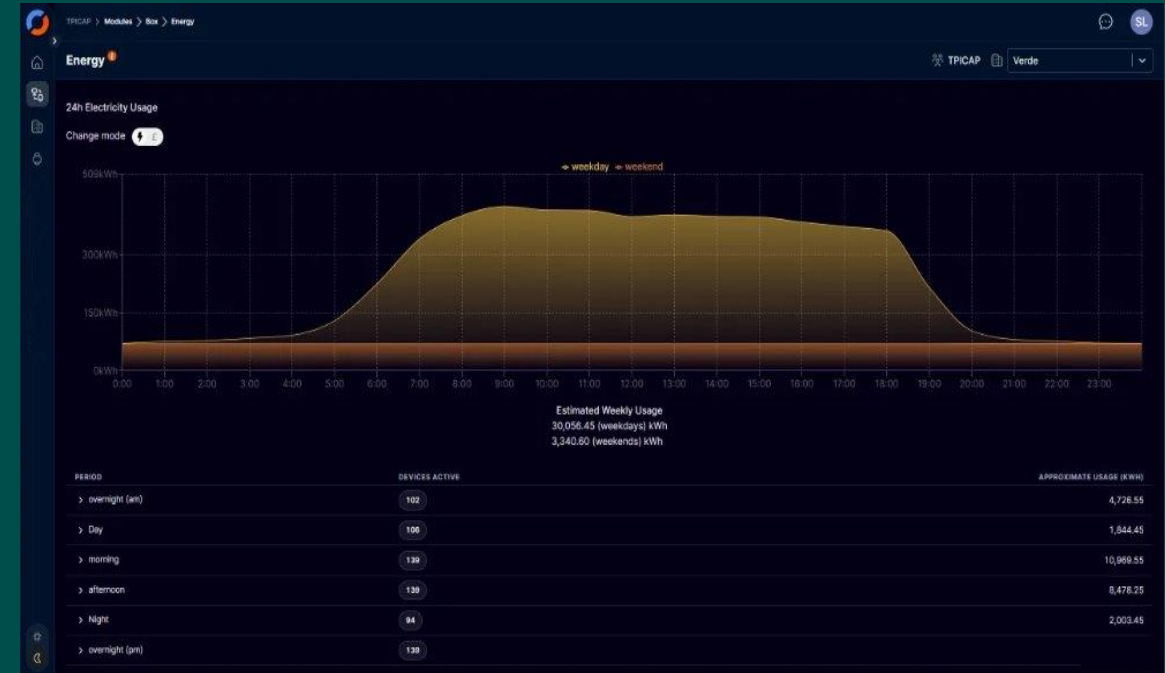 TPICAP > Modules > Box > Energy
SL
Energy
TPICAP
Verde
24h Electricity Usage
Change mode £
weekday weekend
509kWh
300kWh
150kWh
0kWh
0:00 1:00 2:00 3:00 4:00 5:00 6:00 7:00 8:00 9:00 10:00 11:00 12:00 13:00 14:00 15:00 16:00 17:00 18:00 19:00 20:00 21:00 22:00 23:00
Estimated Weekly Usage
30,056.45 (weekdays) kWh
3,340.60 (weekends) kWh
PERIOD DEVICES ACTIVE APPROXIMATE USAGE (KWH)
> overnight (am) 102 4,726.55
> Day 106 1,844.45
> morning 139 10,969.55
> afternoon 139 8,478.25
> Night 94 2,003.45
> overnight (pm) 139